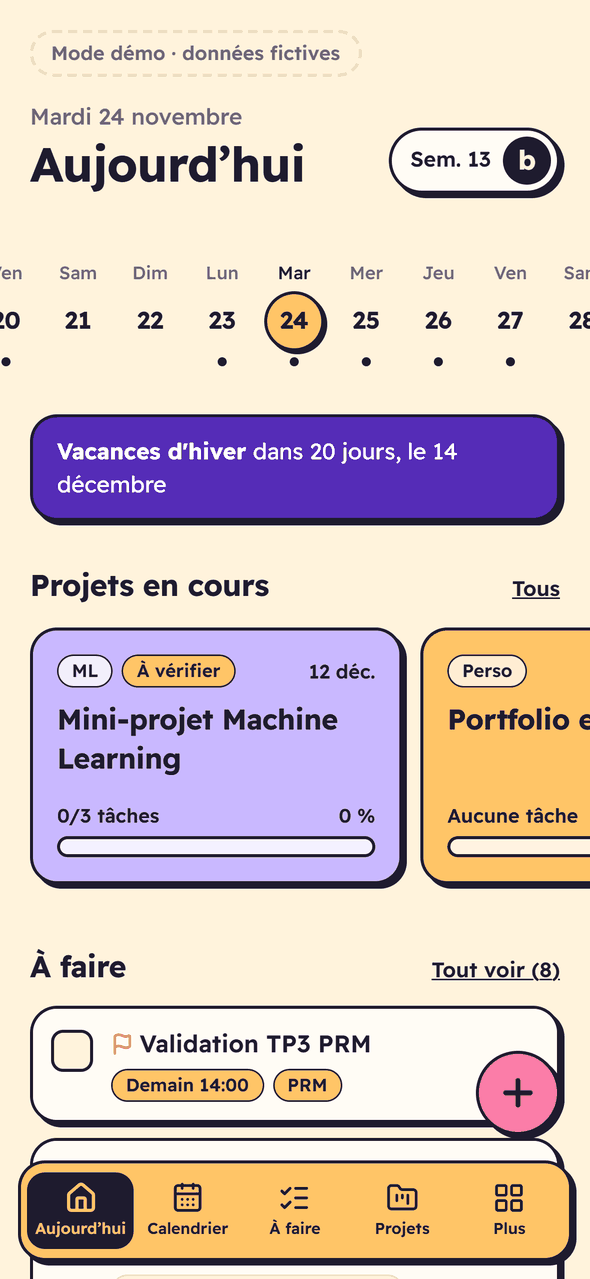 Mode démo · données fictives
Mardi 24 novembre
Aujourd’hui
Sem. 13 b
Sam Dim Lun Mar Mer Jeu Ven
21 22 23 24 25 26 27
Vacances d'hiver dans 20 jours, le 14
décembre
Projets en cours Tous
ML À vérifier 12 déc.
Mini-projet Machine
Learning
0/3 tâches 0 %
Perso
Portfolio
Aucune tâche
À faire Tout voir (8)
Validation TP3 PRM
Demain 14:00 PRM
Aujourd’hui Calendrier À faire Projets Plus